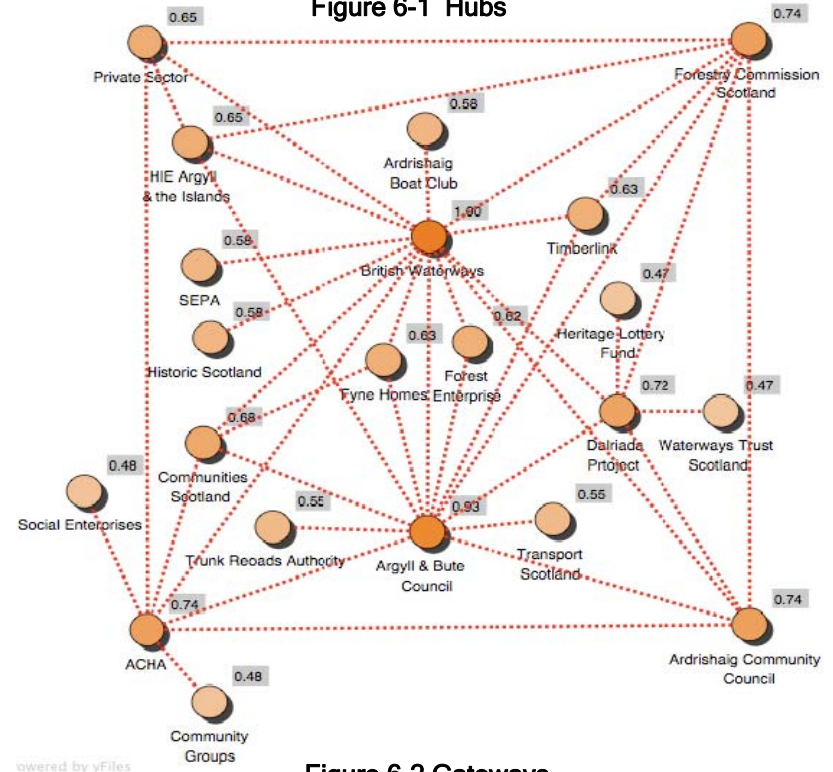 Figure 6-1 Hubs
0.65
Private Sector
0.74
Forestry Commission
Scotland
0.65
HIE Argyll
& the Islands
0.58
Ardrishaig
Boat Club
1.00
British Waterways
0.63
Timberlink
0.58
SEPA
0.47
Heritage Lottery
Fund
0.58
Historic Scotland
0.63
Fyne Homes
0.62
Forest
Enterprise
0.72
Dalriada
Prtoject
0.47
Waterways Trust
Scotland
0.68
Communities
Scotland
0.48
Social Enterprises
0.55
Trunk Reoads Authority
0.93
Argyll & Bute
Council
0.55
Transport
Scotland
0.74
ACHA
0.74
Ardrishaig Community
Council
0.48
Community
Groups
owered by yFiles
Figure 6-2 Gateways